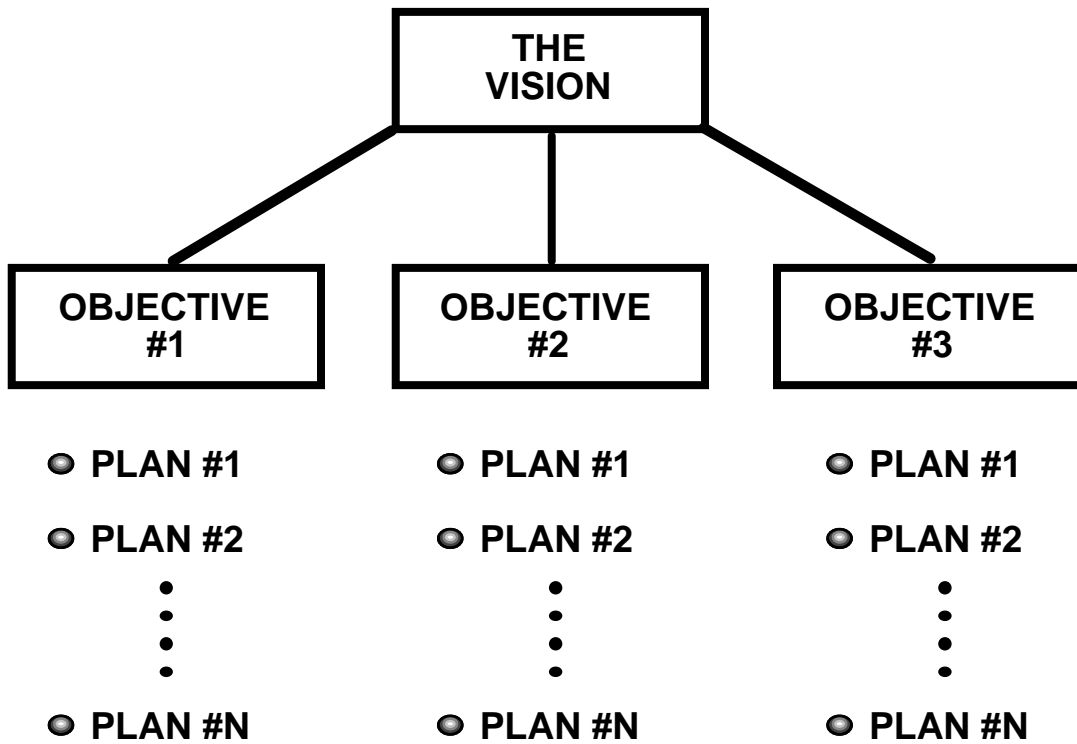 THE
VISION
OBJECTIVE
#1
OBJECTIVE
#2
OBJECTIVE
#3
PLAN #1
PLAN #2
PLAN #N
PLAN #1
PLAN #2
PLAN #N
PLAN #1
PLAN #2
PLAN #N